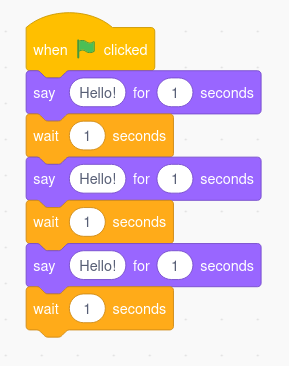 when clicked
say Hello! for 1 seconds
wait 1 seconds
say Hello! for 1 seconds
wait 1 seconds
say Hello! for 1 seconds
wait 1 seconds